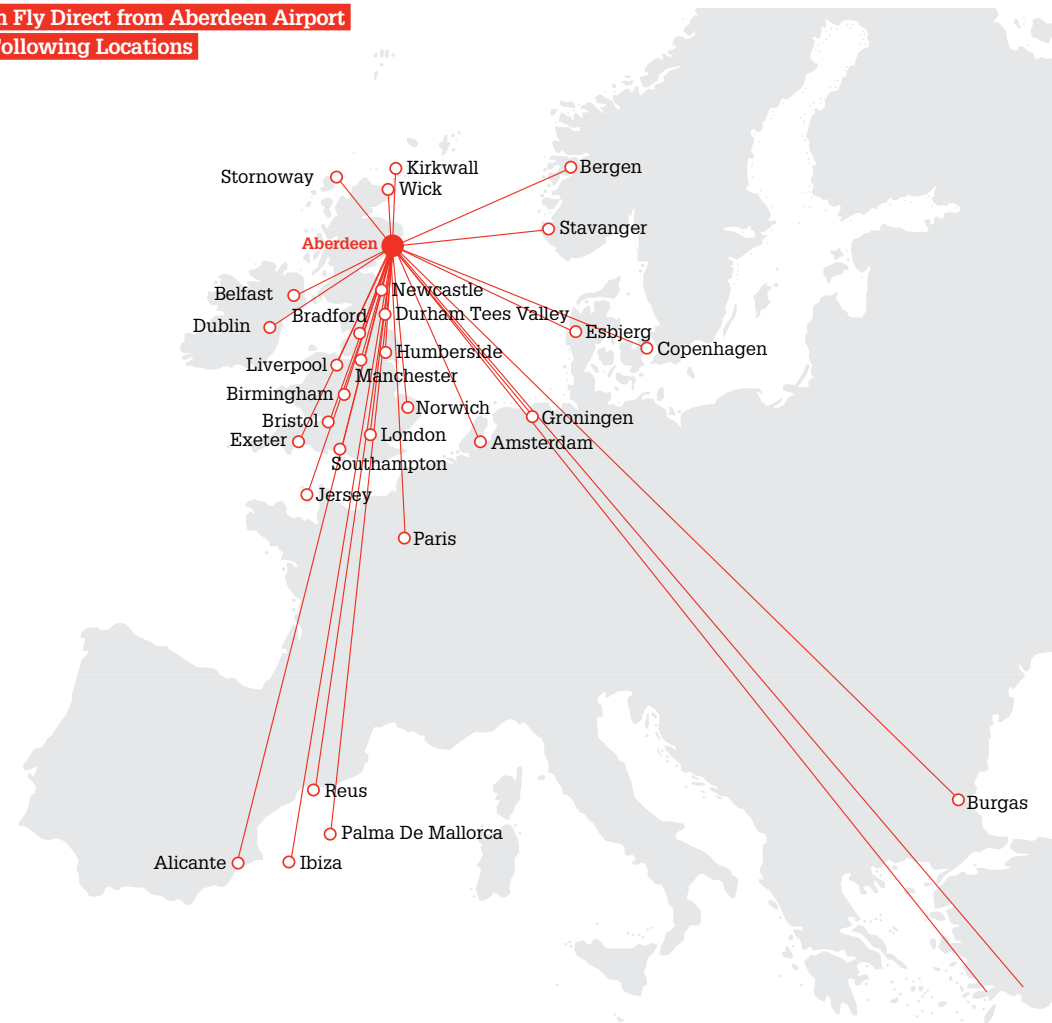 n Fly Direct from Aberdeen Airport
ollowing Locations
Kirkwall
Stornoway
Wick
Bergen
Stavanger
Aberdeen
Belfast
Newcastle
Bradford
Durham Tees Valley
Dublin
Esbjerg
Copenhagen
Humberside
Liverpool
Manchester
Birmingham
Norwich
Bristol
Groningen
Exeter
London
Amsterdam
Southampton
Jersey
Paris
Reus
Burgas
Palma De Mallorca
Alicante
Ibiza